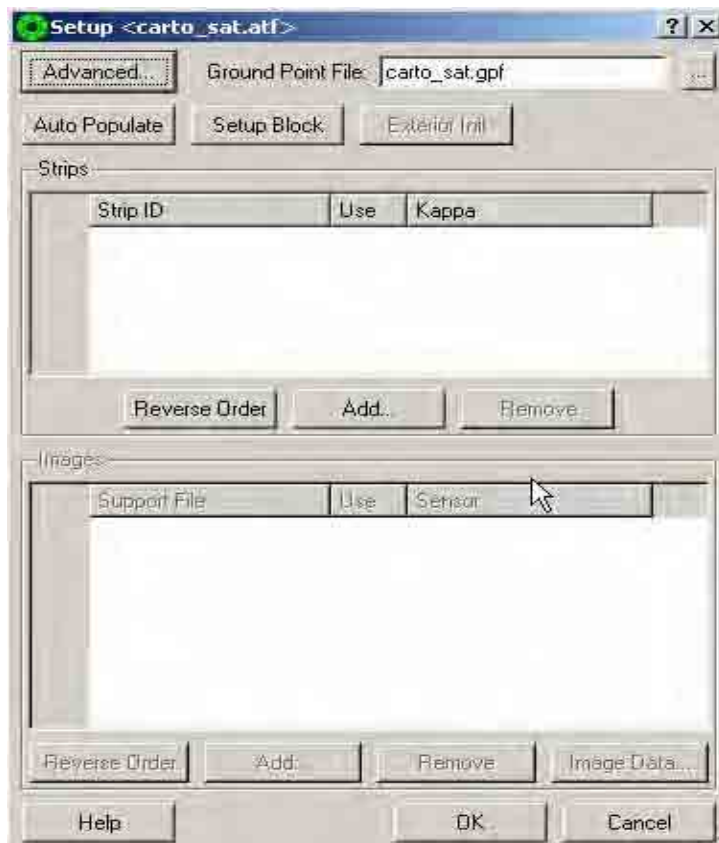 Setup <carto_sat.atf> ? ×
Advanced... Ground Point File: carto_sat.gpf ...
Auto Populate Setup Block Exterior Init
Strips
Strip ID Use Kappa
Reverse Order Add... Remove
Images
Support File Use Sensor
Reverse Order Add... Remove Image Data...
Help OK Cancel